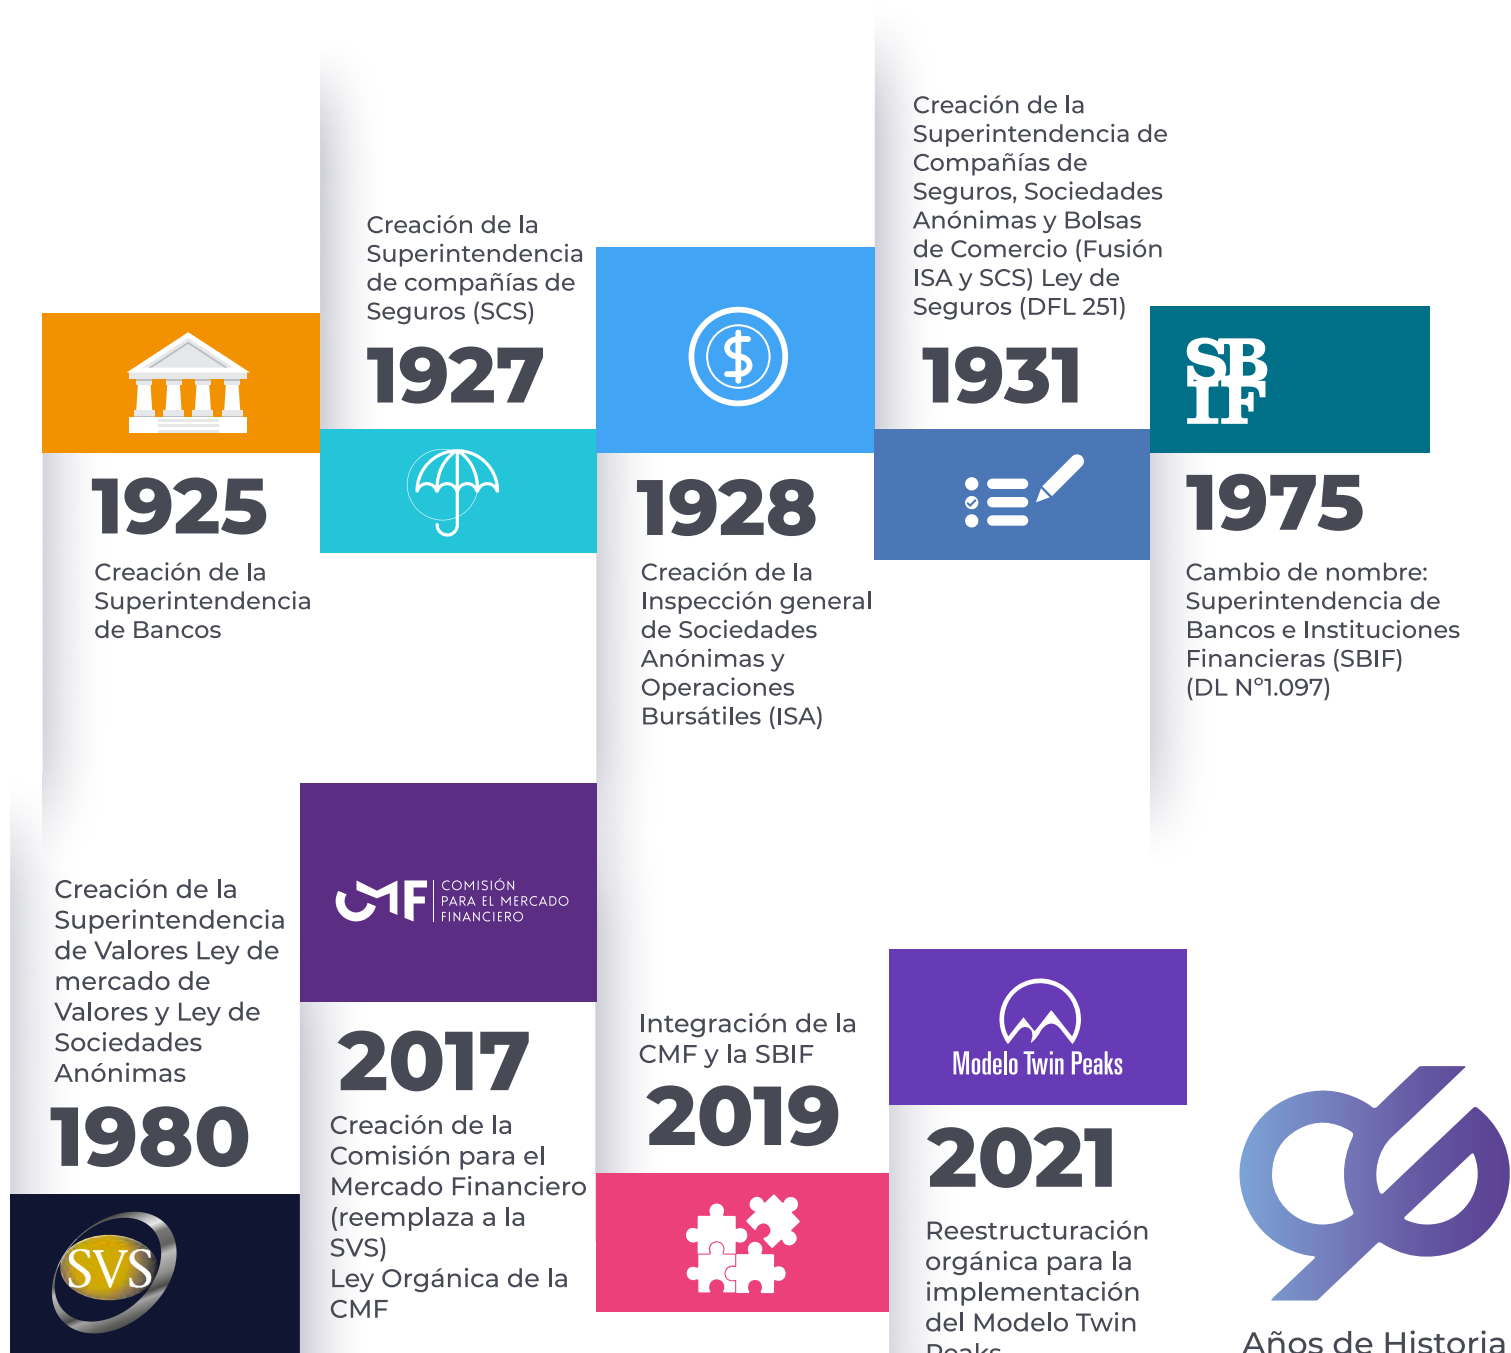 1925
Creación de la
Superintendencia
de Bancos
Creación de la
Superintendencia
de compañías de
Seguros (SCS)
1927
1928
Creación de la
Inspección general
de Sociedades
Anónimas y
Operaciones
Bursátiles (ISA)
Creación de la
Superintendencia de
Compañías de
Seguros, Sociedades
Anónimas y Bolsas
de Comercio (Fusión
ISA y SCS) Ley de
Seguros (DFL 251)
1931
SB
IF
1975
Cambio de nombre:
Superintendencia de
Bancos e Instituciones
Financieras (SBIF)
(DL Nº1.097)
Creación de la
Superintendencia
de Valores Ley de
mercado de
Valores y Ley de
Sociedades
Anónimas
1980
SVS
CMF
COMISIÓN
PARA EL MERCADO
FINANCIERO
2017
Creación de la
Comisión para el
Mercado Financiero
(reemplaza a la
SVS)
Ley Orgánica de la
CMF
Integración de la
CMF y la SBIF
2019
Modelo Twin Peaks
2021
Reestructuración
orgánica para la
implementación
del Modelo Twin
Peaks
96
Años de Historia